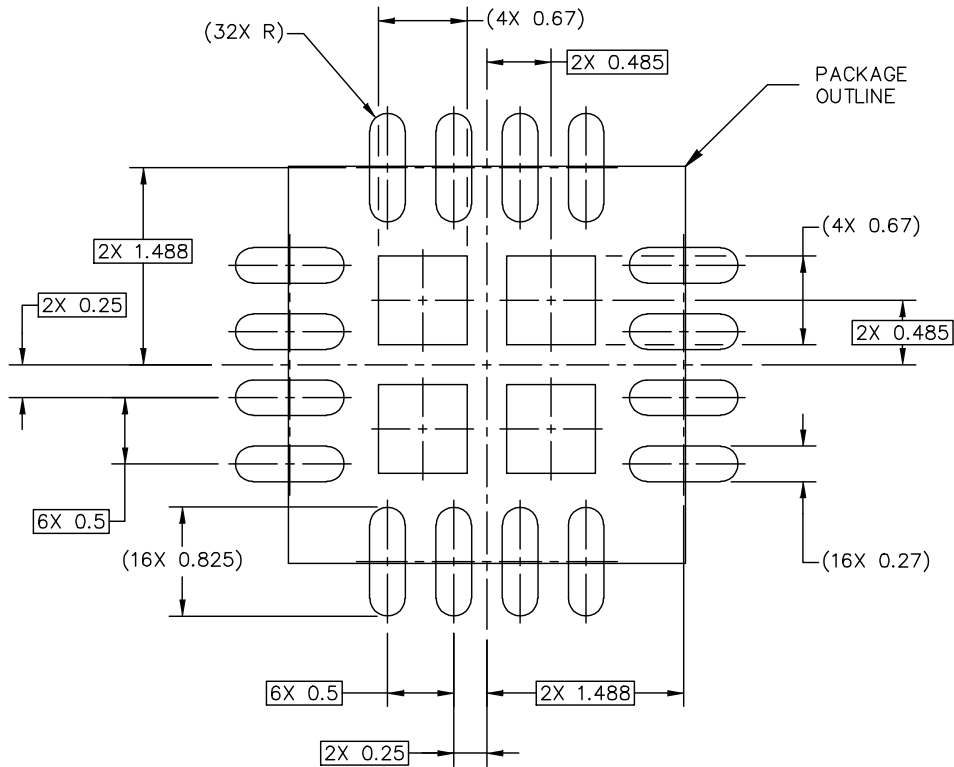 (4X 0.67)
(32X R)
2X 0.485
PACKAGE
OUTLINE
(4X 0.67)
2X 1.488
2X 0.25
2X 0.485
6X 0.5
(16X 0.825)
(16X 0.27)
6X 0.5
2X 1.488
2X 0.25